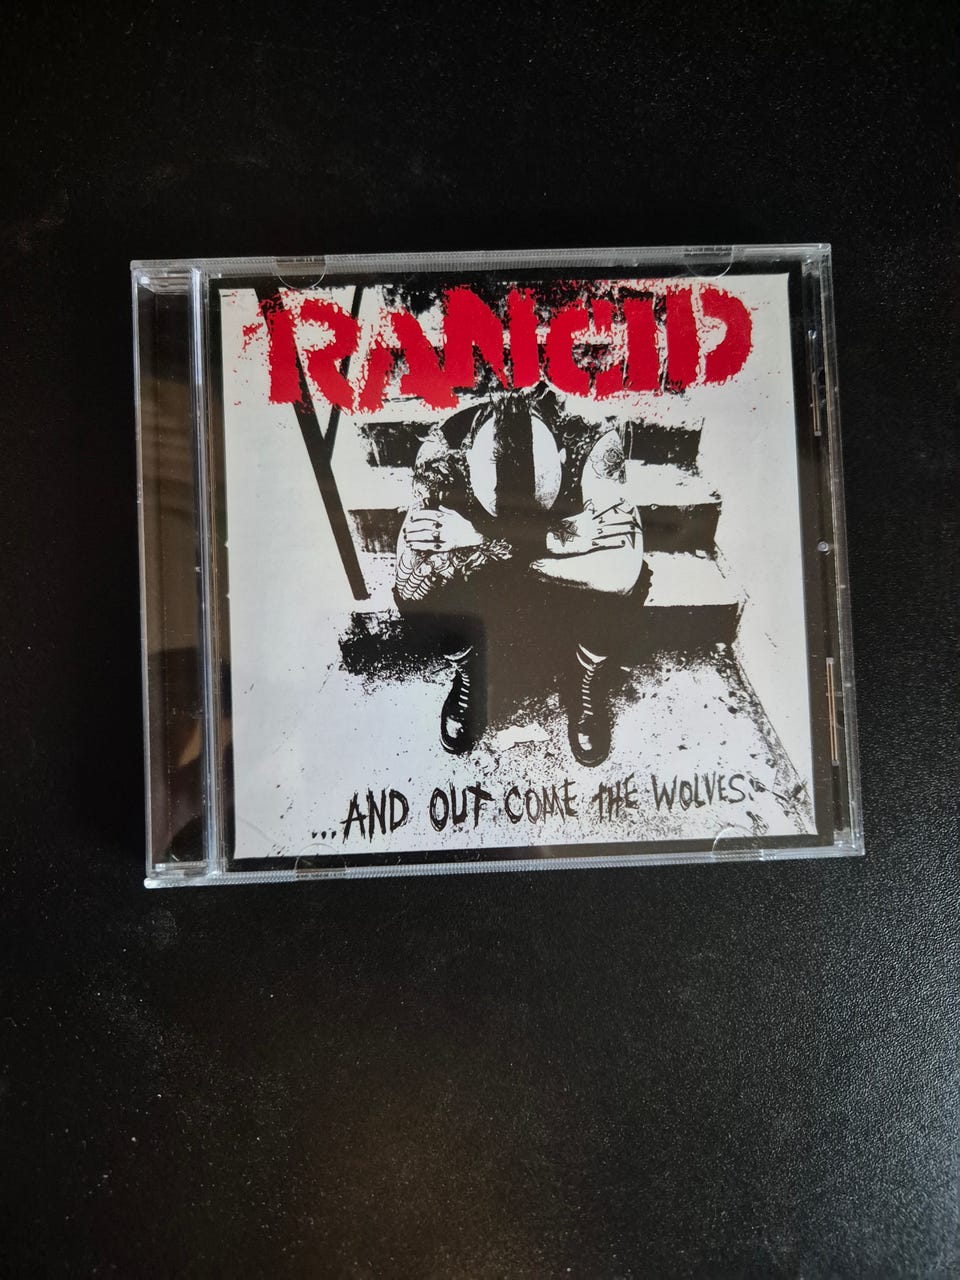 RANCID
...AND OUT COME THE WOLVES